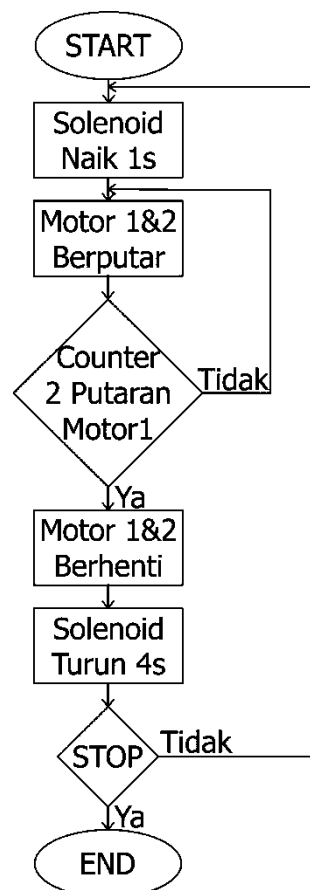 START
Solenoid
Naik 1s
Motor 1&2
Berputar
Counter
2 Putaran
Motor1
Tidak
Ya
Motor 1&2
Berhenti
Solenoid
Turun 4s
STOP
Tidak
Ya
END